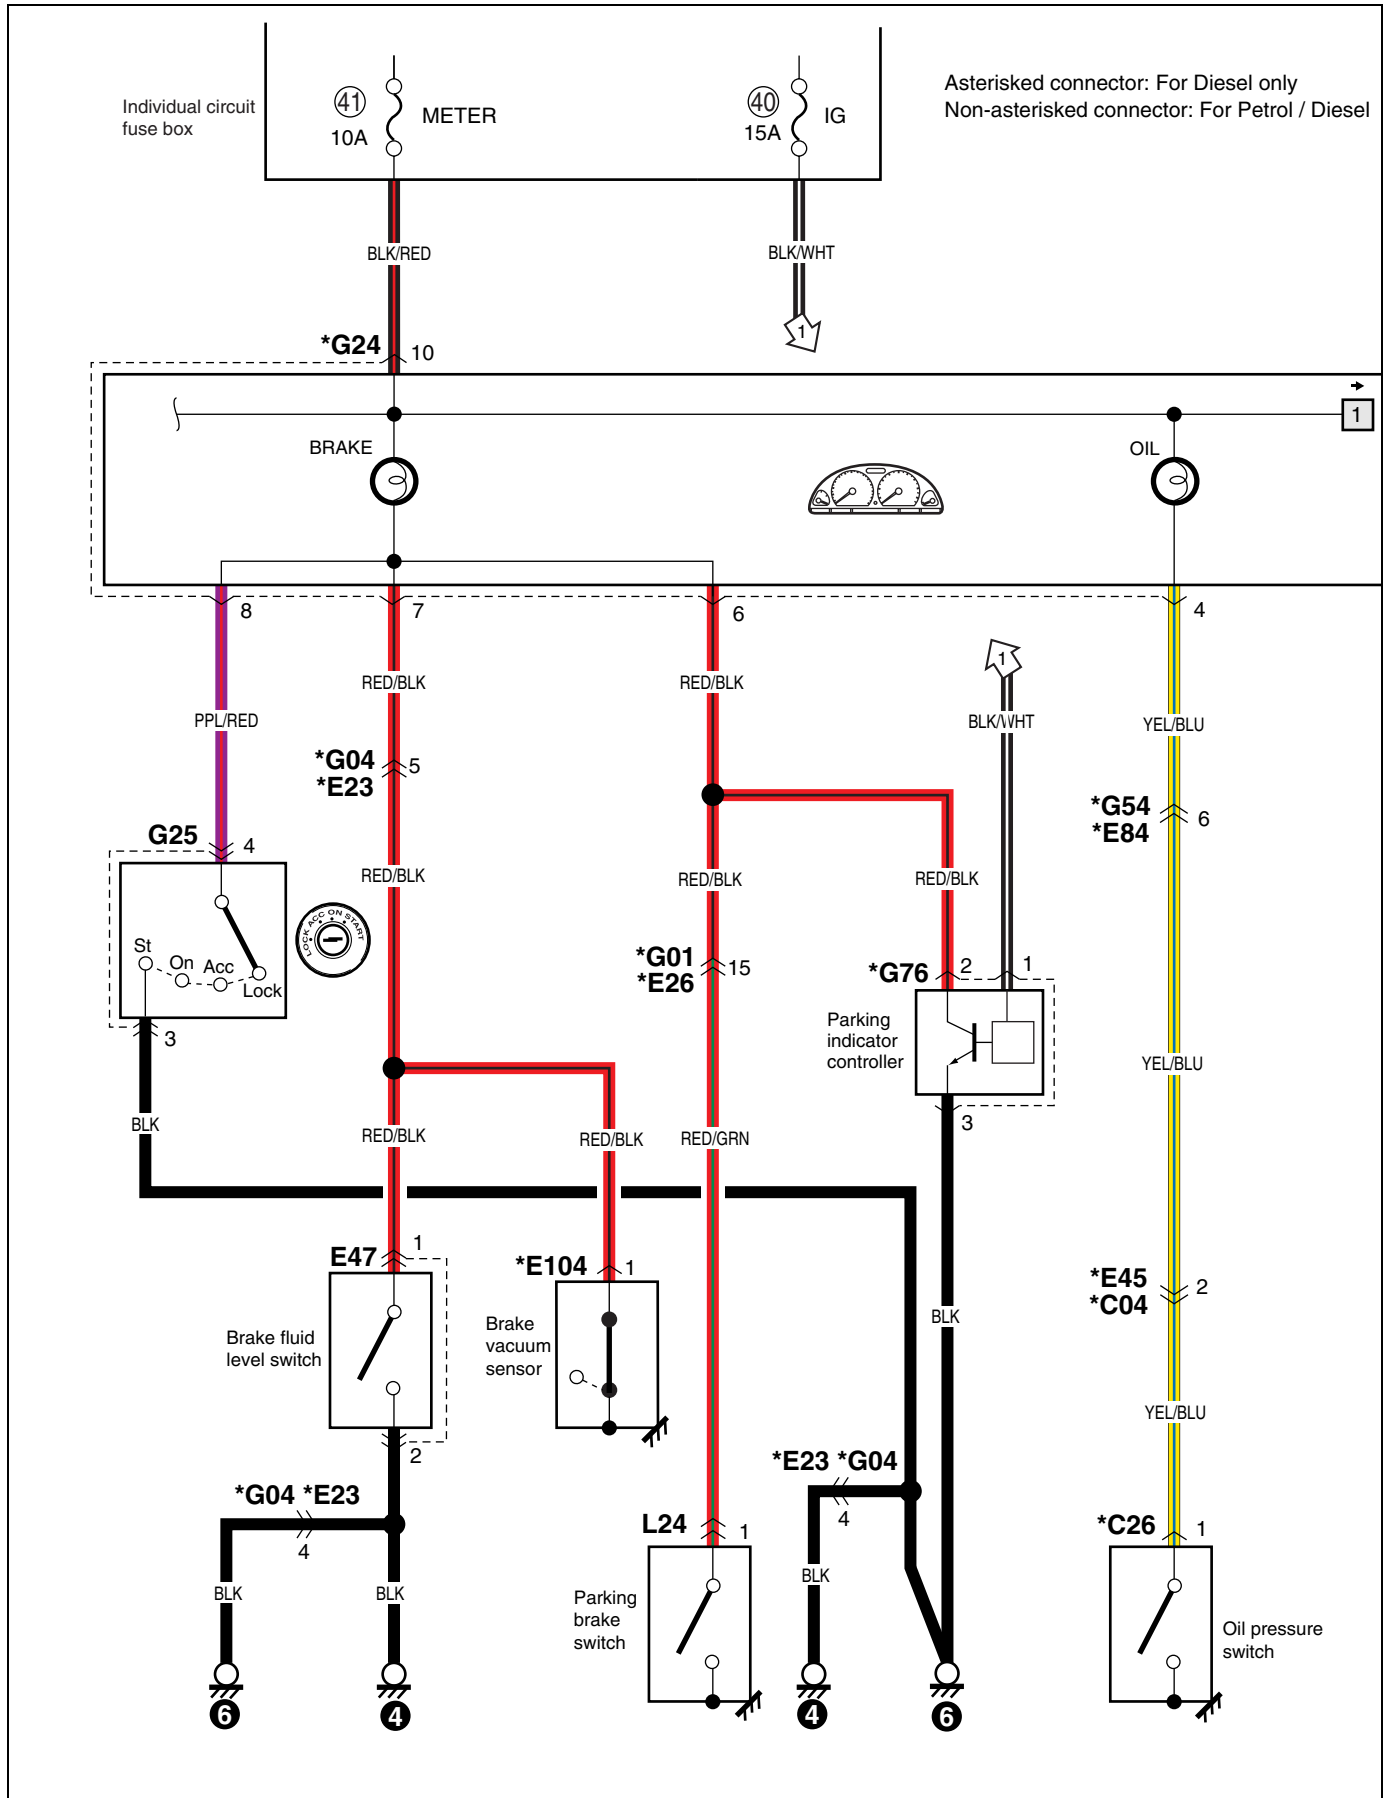 Individual circuit
fuse box
41
10A
METER
40
15A
IG
Asterisked connector: For Diesel only
Non-asterisked connector: For Petrol / Diesel
BLK/RED
BLK/WHT
1
*G24
10
1
BRAKE
OIL
8
7
6
4
1
RED/BLK
RED/BLK
PPL/RED
BLK/WHT
YEL/BLU
*G04
*E23
5
*G54
*E84
6
G25
4
RED/BLK
RED/BLK
RED/BLK
LOCK ACC ON START
St
On
Acc
Lock
*G01
*E26
15
*G76
2
1
3
Parking
indicator
controller
YEL/BLU
BLK
RED/BLK
RED/BLK
RED/GRN
3
E47
1
*E104
1
*E45
*C04
2
Brake fluid
level switch
Brake
vacuum
sensor
BLK
YEL/BLU
2
*G04 *E23
4
*E23 *G04
4
L24
1
*C26
1
BLK
BLK
Parking
brake
switch
BLK
Oil pressure
switch
6
4
4
6